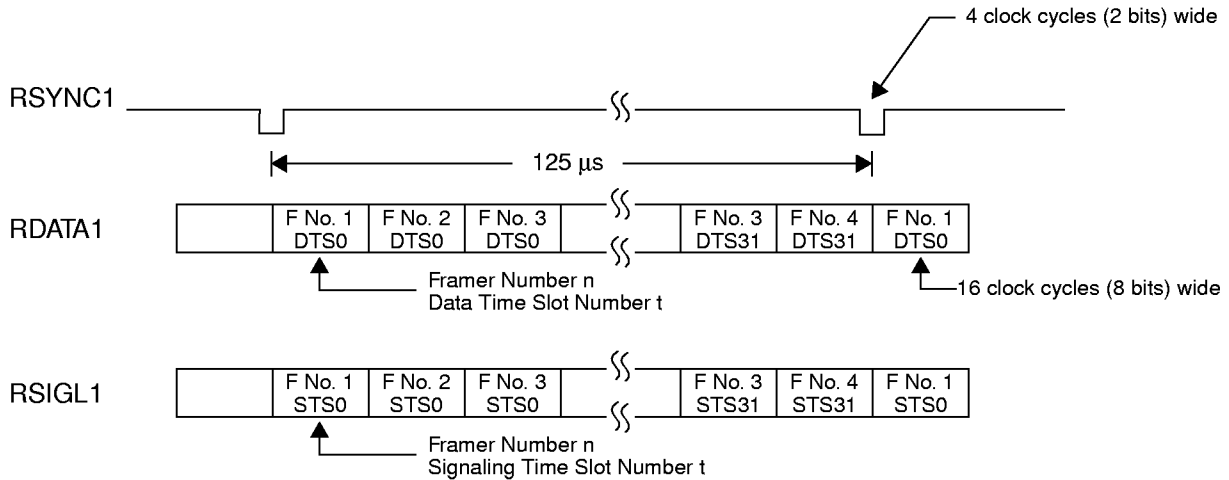 4 clock cycles (2 bits) wide
RSYNC1
125 µs
RDATA1
F No. 1 F No. 2 F No. 3 F No. 3 F No. 4 F No. 1
DTS0 DTS0 DTS0 DTS31 DTS31 DTS0
Framer Number n
Data Time Slot Number t
16 clock cycles (8 bits) wide
RSIGL1
F No. 1 F No. 2 F No. 3 F No. 3 F No. 4 F No. 1
STS0 STS0 STS0 STS31 STS31 STS0
Framer Number n
Signaling Time Slot Number t